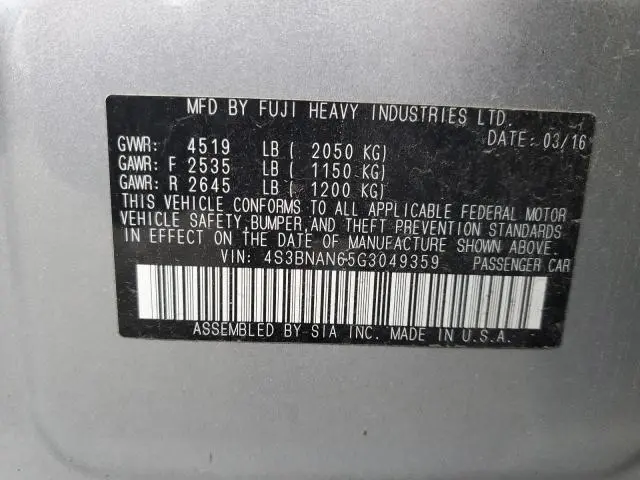 MFD BY FUJI HEAVY INDUSTRIES LTD.
DATE: 03/16
GVWR: 4519 LB ( 2050 KG)
GAWR: F 2535 LB ( 1150 KG)
GAWR: R 2645 LB ( 1200 KG)
THIS VEHICLE CONFORMS TO ALL APPLICABLE FEDERAL MOTOR
VEHICLE SAFETY,BUMPER,AND THEFT PREVENTION STANDARDS
IN EFFECT ON THE DATE OF MANUFACTURE SHOWN ABOVE.
VIN: 4S3BNAN65G3049359 PASSENGER CAR
ASSEMBLED BY SIA INC. MADE IN U.S.A.